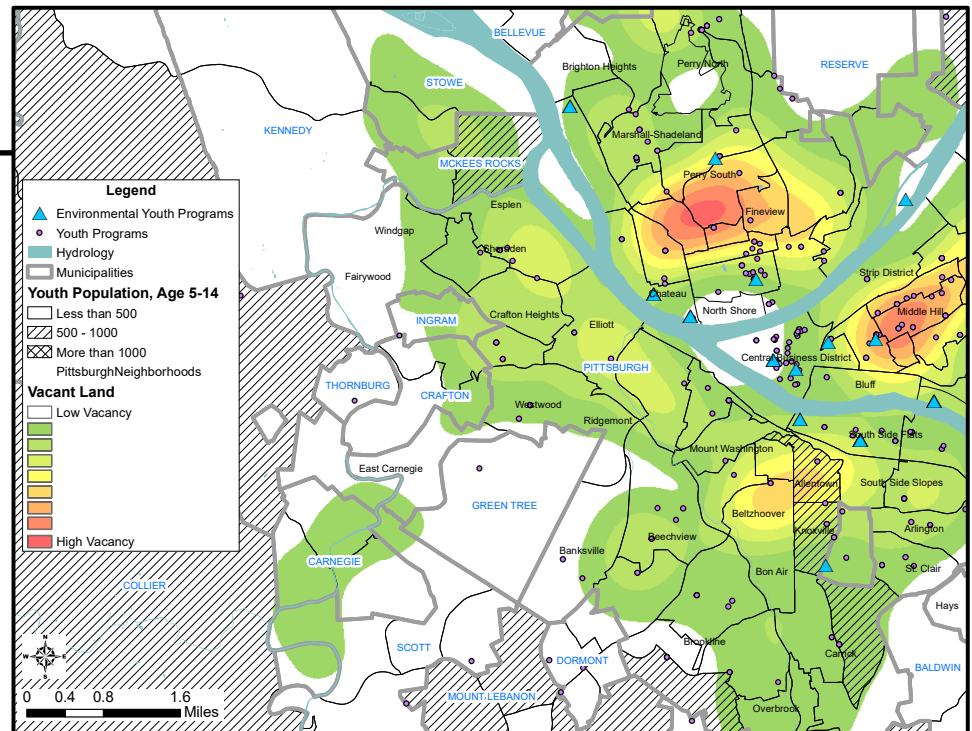 BELLEVUE
Brighton Heights
Perry North
RESERVE
STOWE
KENNEDY
Marshall-Shadeland
MCKEES ROCKS
Perry South
Legend
Environmental Youth Programs
Youth Programs
Hydrology
Municipalities
Youth Population, Age 5-14
Less than 500
500 - 1000
More than 1000
PittsburghNeighborhoods
Vacant Land
Low Vacancy
High Vacancy
Esplen
Fineview
Windgap
Sheraden
Fairywood
Strip District
Chateau
North Shore
Middle Hill
Crafton Heights
INGRAM
Elliott
Central Business District
PITTSBURGH
THORNBURG
CRAFTON
Bluff
Westwood
Ridgemont
South Side Flats
Mount Washington
East Carnegie
Allentown
South Side Slopes
GREEN TREE
Beltzhoover
Knoxville
Arlington
Beechview
Banksville
CARNEGIE
Bon Air
St. Clair
COLLIER
Hays
SCOTT
Brookline
Carrick
DORMONT
BALDWIN
MOUNT LEBANON
Overbrook
N
W E
S
0 0.4 0.8 1.6
Miles